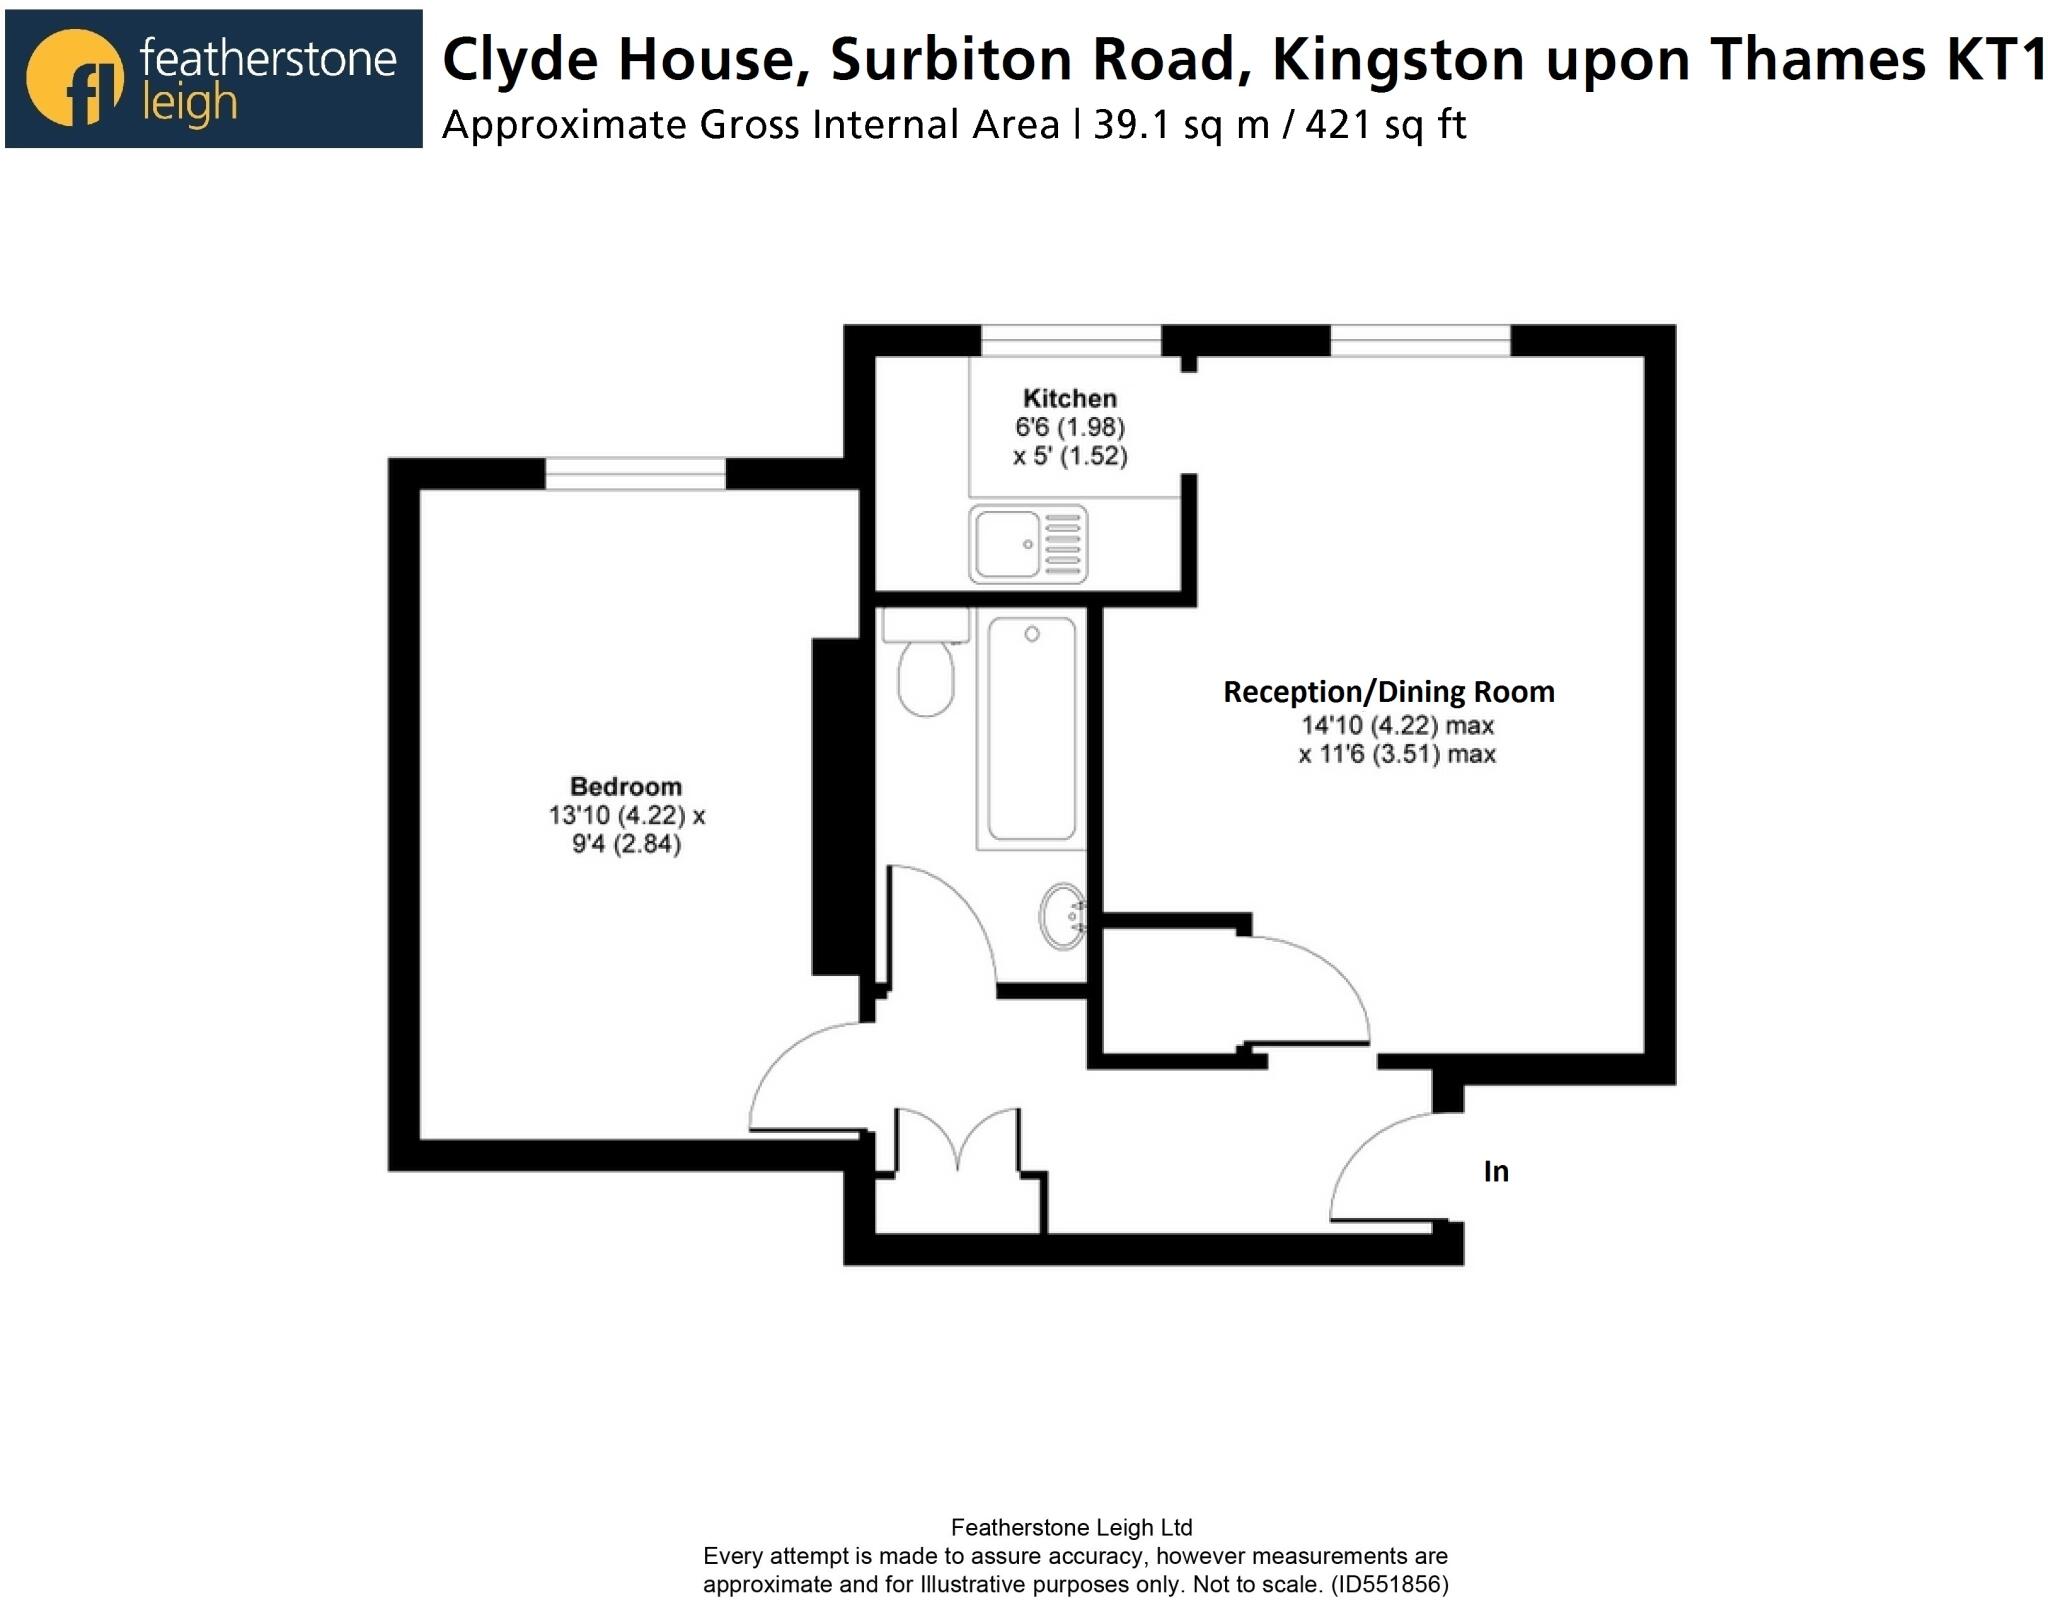 featherstone
leigh
fl
Clyde House, Surbiton Road, Kingston upon Thames KT1
Approximate Gross Internal Area | 39.1 sq m / 421 sq ft
Kitchen
6'6 (1.98)
x 5' (1.52)
Reception/Dining Room
14'10 (4.22) max
x 11'6 (3.51) max
Bedroom
13'10 (4.22) x
9'4 (2.84)
In
Featherstone Leigh Ltd
Every attempt is made to assure accuracy, however measurements are
approximate and for Illustrative purposes only. Not to scale. (ID551856)